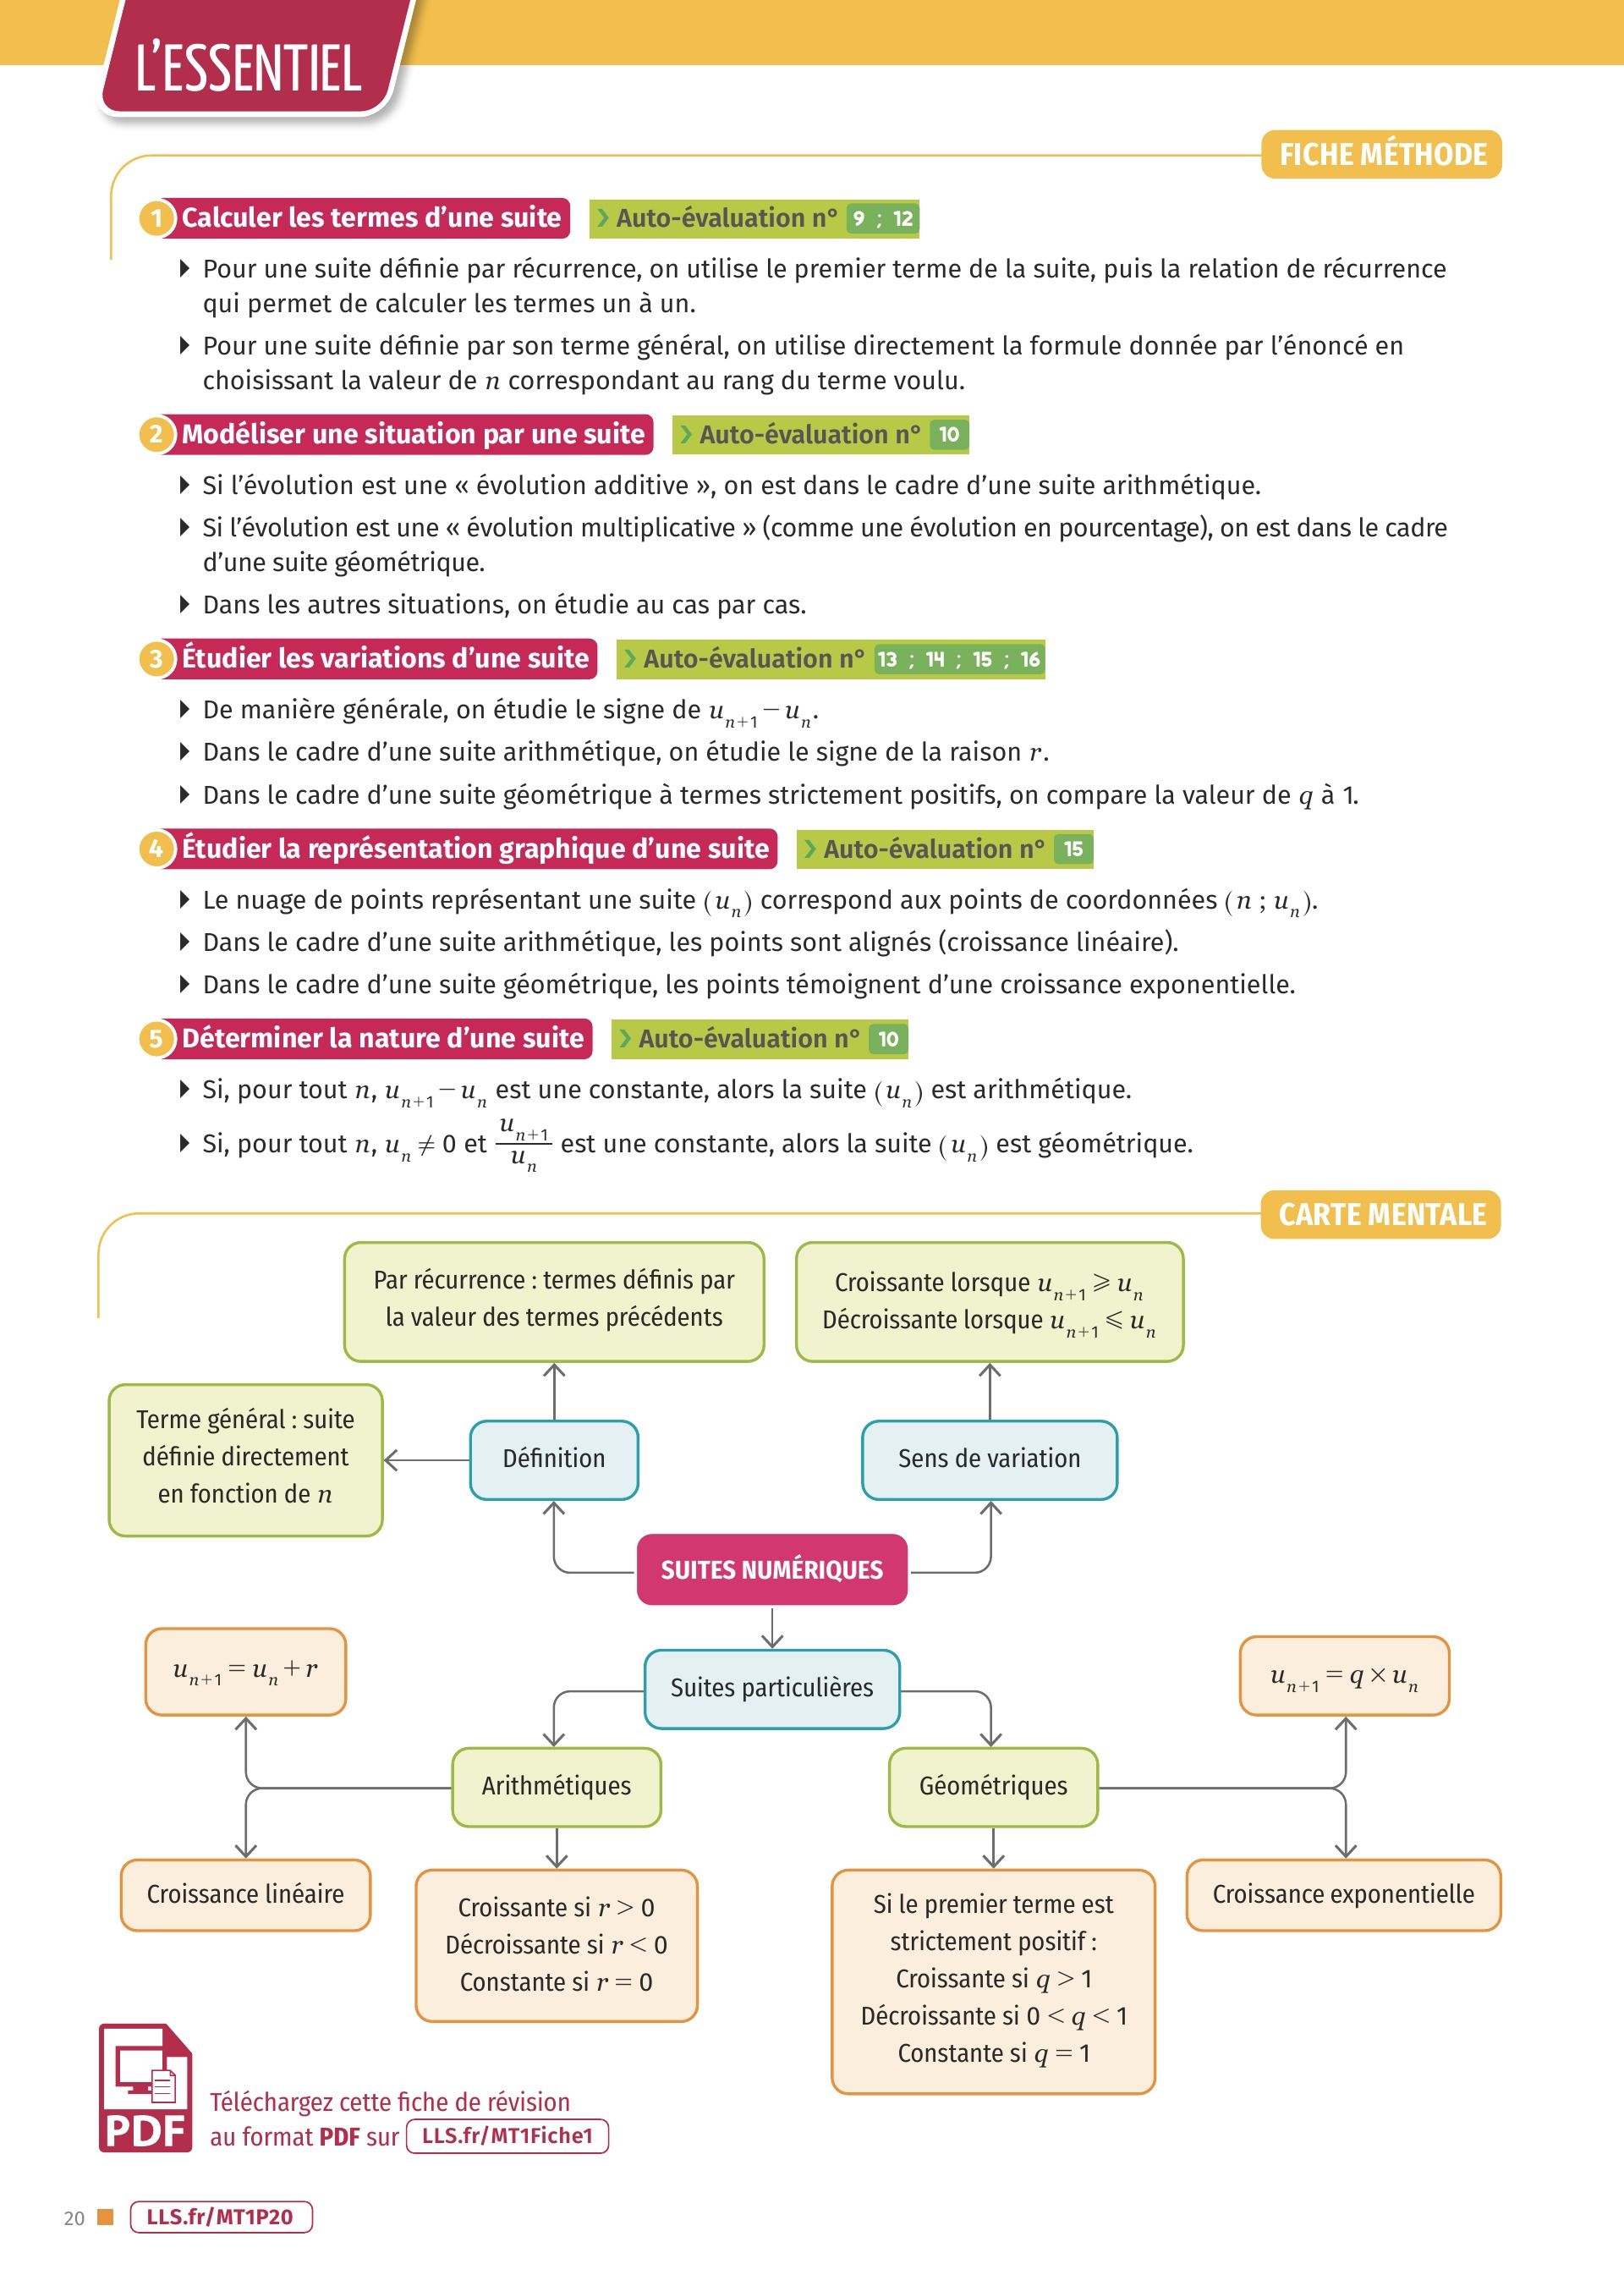 L'ESSENTIEL
FICHE MÉTHODE
1 Calculer les termes d'une suite › Auto-évaluation n° 9 ; 12
Pour une suite définie par récurrence, on utilise le premier terme de la suite, puis la relation de récurrence
qui permet de calculer les termes un à un.
Pour une suite définie par son terme général, on utilise directement la formule donnée par l'énoncé en
choisissant la valeur de n correspondant au rang du terme voulu.
2 Modéliser une situation par une suite › Auto-évaluation n° 10
Si l'évolution est une « évolution additive », on est dans le cadre d'une suite arithmétique.
Si l'évolution est une « évolution multiplicative » (comme une évolution en pourcentage), on est dans le cadre
d'une suite géométrique.
Dans les autres situations, on étudie au cas par cas.
3 Étudier les variations d'une suite › Auto-évaluation n° 13 ; 14 ; 15 ; 16
De manière générale, on étudie le signe de u_{n+1} − u_n.
Dans le cadre d'une suite arithmétique, on étudie le signe de la raison r.
Dans le cadre d'une suite géométrique à termes strictement positifs, on compare la valeur de q à 1.
4 Étudier la représentation graphique d'une suite › Auto-évaluation n° 15
Le nuage de points représentant une suite (u_n) correspond aux points de coordonnées (n ; u_n).
Dans le cadre d'une suite arithmétique, les points sont alignés (croissance linéaire).
Dans le cadre d'une suite géométrique, les points témoignent d'une croissance exponentielle.
5 Déterminer la nature d'une suite › Auto-évaluation n° 10
Si, pour tout n, u_{n+1} − u_n est une constante, alors la suite (u_n) est arithmétique.
Si, pour tout n, u_n ≠ 0 et u_{n+1}/u_n est une constante, alors la suite (u_n) est géométrique.
CARTE MENTALE
Par récurrence : termes définis par
la valeur des termes précédents
Croissante lorsque u_{n+1} ⩾ u_n
Décroissante lorsque u_{n+1} ⩽ u_n
Terme général : suite
définie directement
en fonction de n
Définition
Sens de variation
SUITES NUMÉRIQUES
u_{n+1} = u_n + r
Suites particulières
u_{n+1} = q × u_n
Arithmétiques
Géométriques
Croissance linéaire
Croissante si r > 0
Décroissante si r < 0
Constante si r = 0
Si le premier terme est
strictement positif :
Croissante si q > 1
Décroissante si 0 < q < 1
Constante si q = 1
Croissance exponentielle
PDF
Téléchargez cette fiche de révision
au format PDF sur LLS.fr/MT1Fiche1
20 LLS.fr/MT1P20